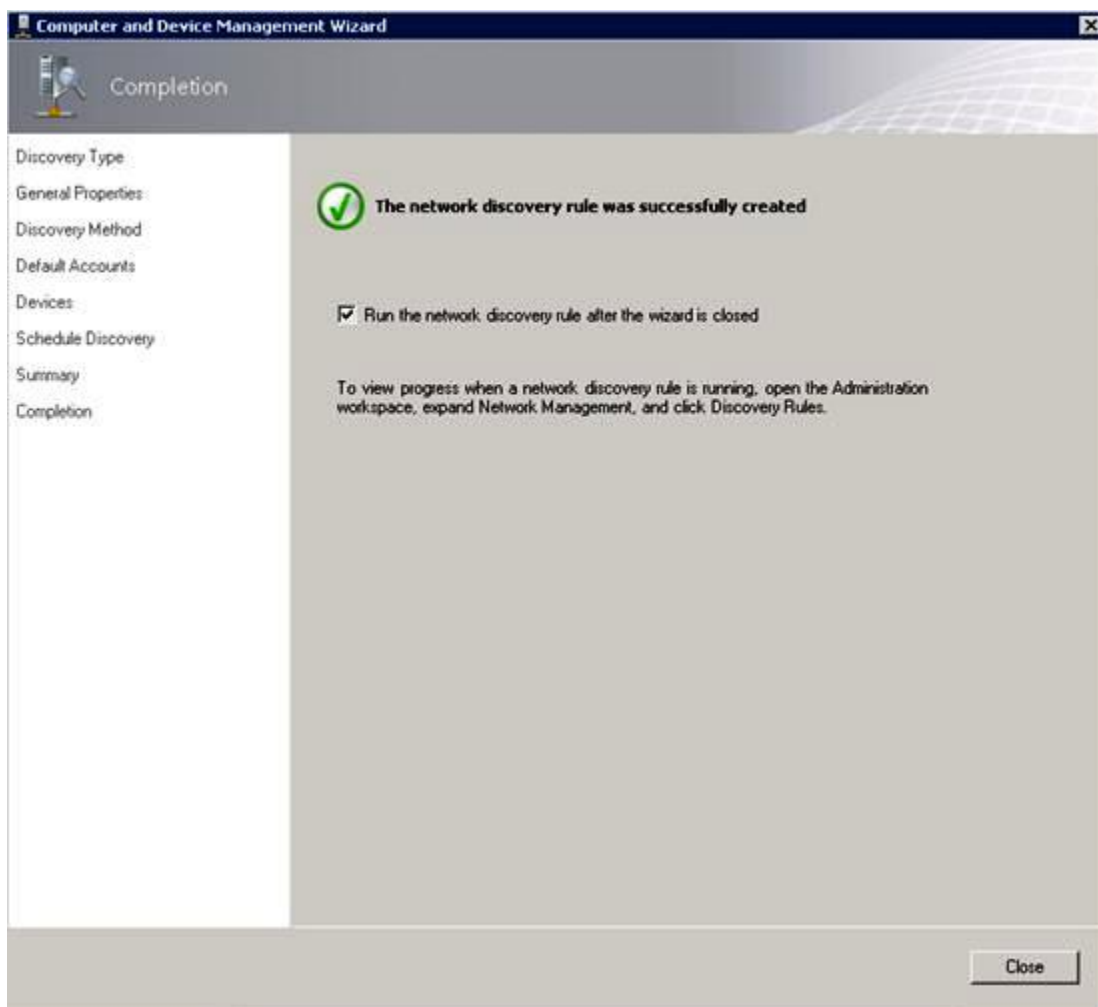 Computer and Device Management Wizard
Completion
Discovery Type
General Properties
Discovery Method
Default Accounts
Devices
Schedule Discovery
Summary
Completion
The network discovery rule was successfully created
Run the network discovery rule after the wizard is closed
To view progress when a network discovery rule is running, open the Administration
workspace, expand Network Management, and click Discovery Rules.
Close